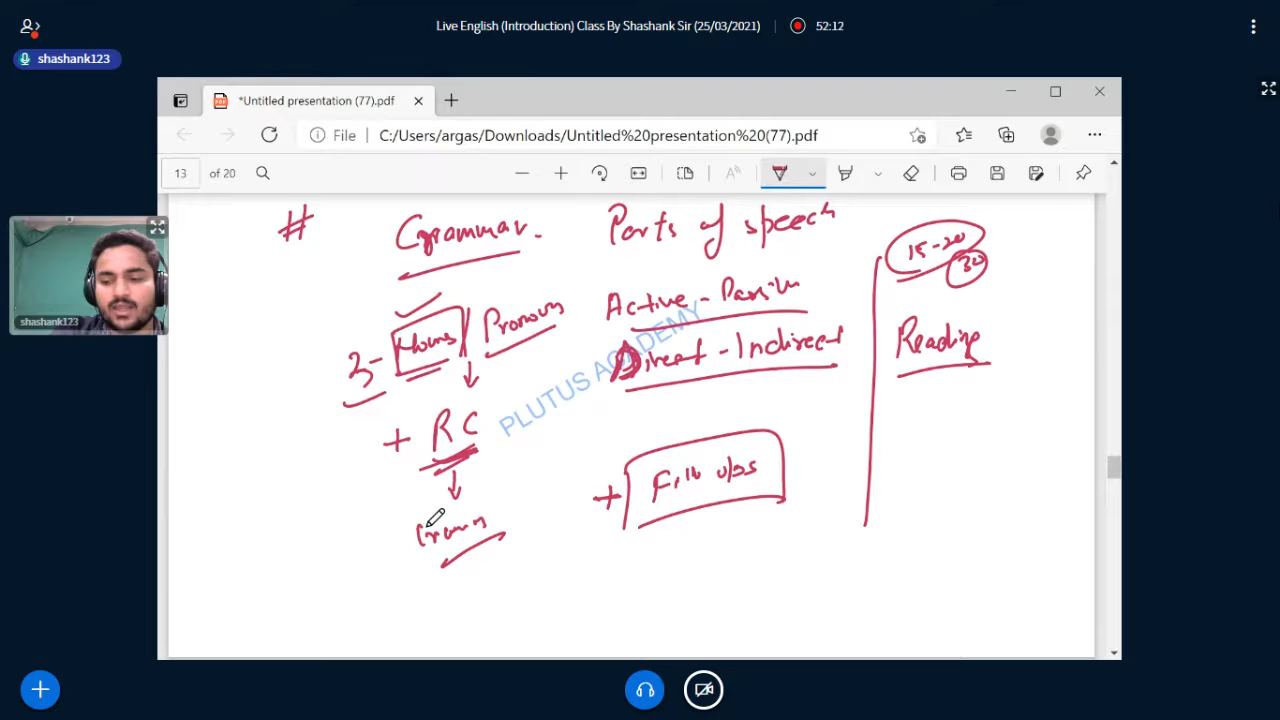 Live English (Introduction) Class By Shashank Sir (25/03/2021)
52:12
shashank123
*Untitled presentation (77).pdf
File
C:/Users/argas/Downloads/Untitled%20presentation%20(77).pdf
13 of 20
# Grammar. Parts of speech
15-20
30
Active - Passive
3- Nouns Pronouns
Direct - Indirect
Reading
+ RC
+ Fill ups
PLUTUS ACADEMY
shashank123